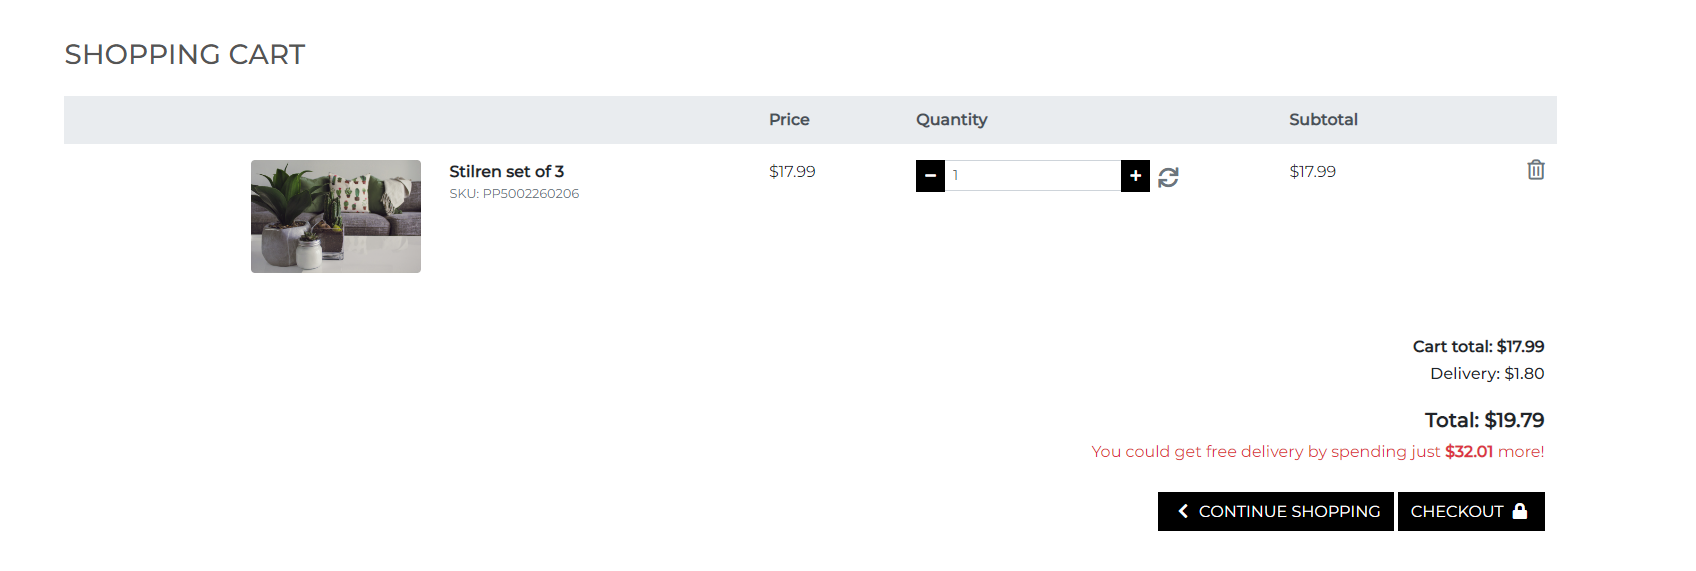 SHOPPING CART
Price Quantity Subtotal
Stilren set of 3 $17.99 1 $17.99
SKU: PP5002260206
Cart total: $17.99
Delivery: $1.80
Total: $19.79
You could get free delivery by spending just $32.01 more!
CONTINUE SHOPPING CHECKOUT